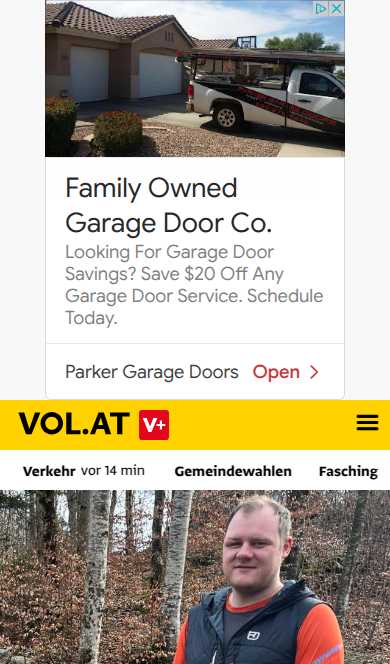 Family Owned
Garage Door Co.
Looking For Garage Door
Savings? Save $20 Off Any
Garage Door Service. Schedule
Today.
Parker Garage Doors Open
VOL.AT V+
Verkehr vor 14 min Gemeindewahlen Fasching